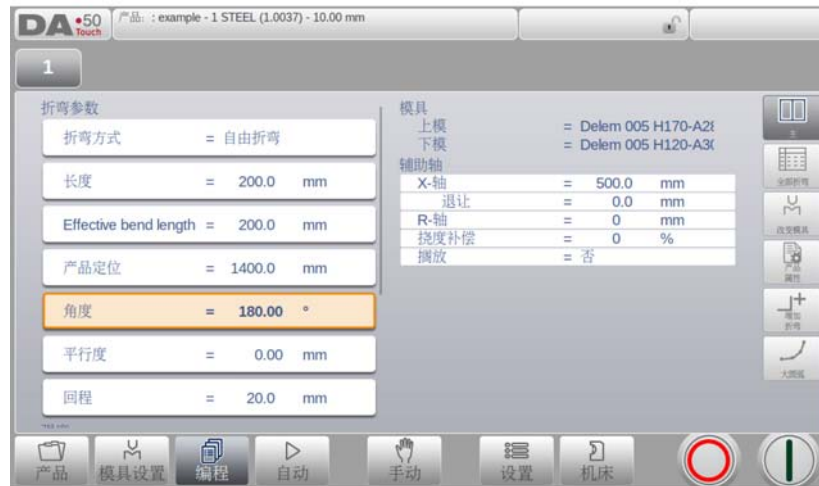 DA 50
Touch
产品: : example - 1 STEEL (1.0037) - 10.00 mm
1
折弯参数
折弯方式 = 自由折弯
长度 = 200.0 mm
Effective bend length = 200.0 mm
产品定位 = 1400.0 mm
角度 = 180.00 °
平行度 = 0.00 mm
回程 = 20.0 mm
模具
上模 = Delem 005 H170-A28
下模 = Delem 005 H120-A30
辅助轴
X-轴 = 500.0 mm
退让 = 0.0 mm
R-轴 = 0 mm
挠度补偿 = 0 %
搁放 = 否
主
全部折弯
改变模具
产品
属性
增加
折弯
大圆弧
产品
模具设置
编程
自动
手动
设置
机床